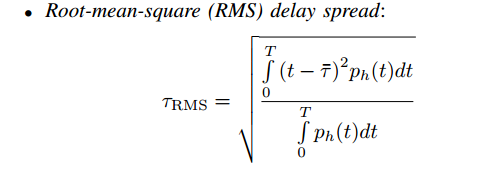 • Root-mean-square (RMS) delay spread:
τ_RMS = √( ∫_0^T (t − τ̄)² p_h(t)dt / ∫_0^T p_h(t)dt )